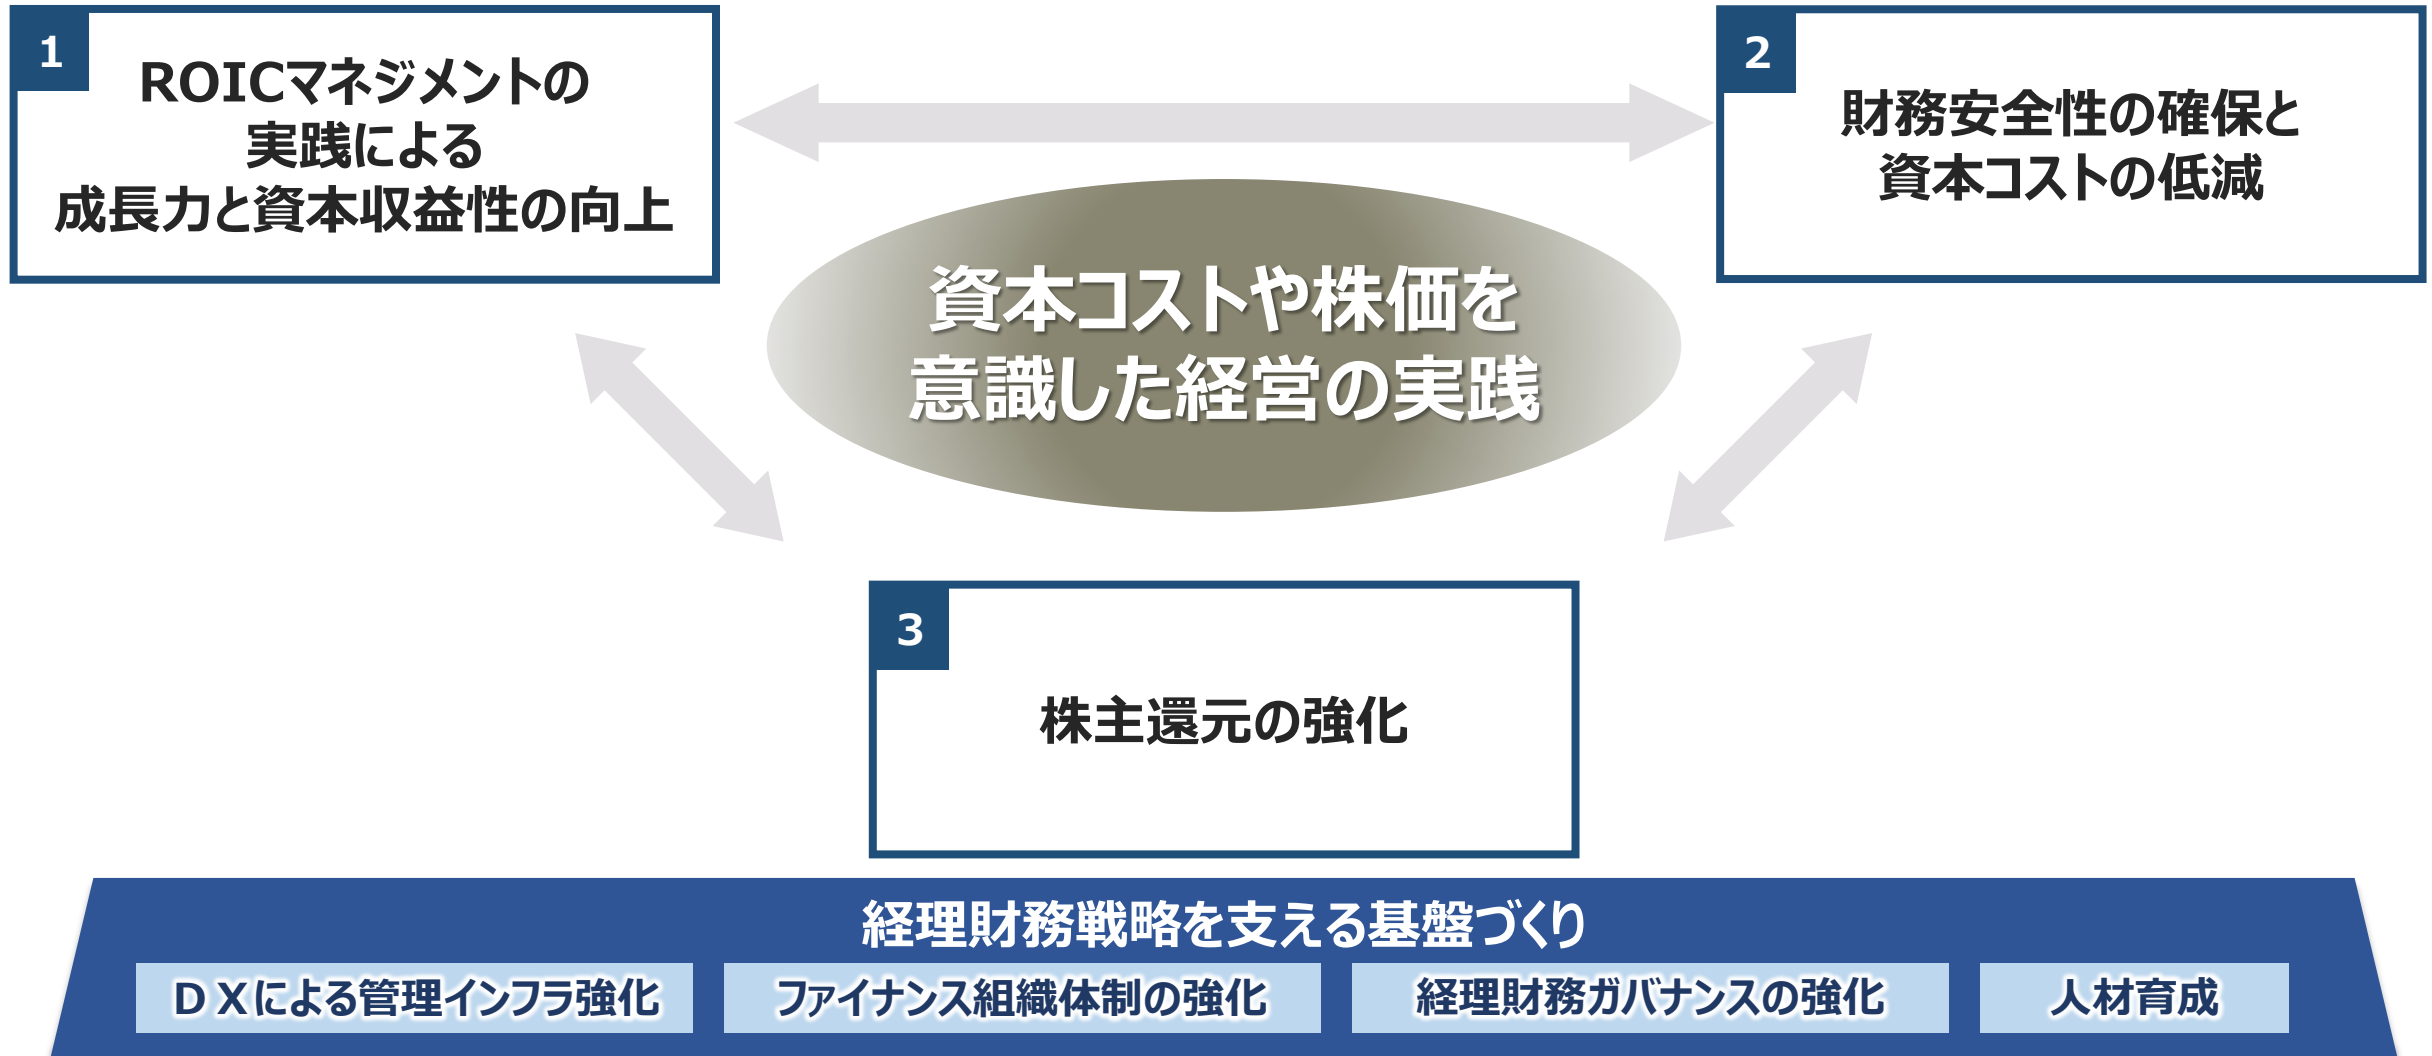 1
ROICマネジメントの
実践による
成長力と資本収益性の向上
2
財務安全性の確保と
資本コストの低減
資本コストや株価を
意識した経営の実践
3
株主還元の強化
経理財務戦略を支える基盤づくり
ＤＸによる管理インフラ強化
ファイナンス組織体制の強化
経理財務ガバナンスの強化
人材育成